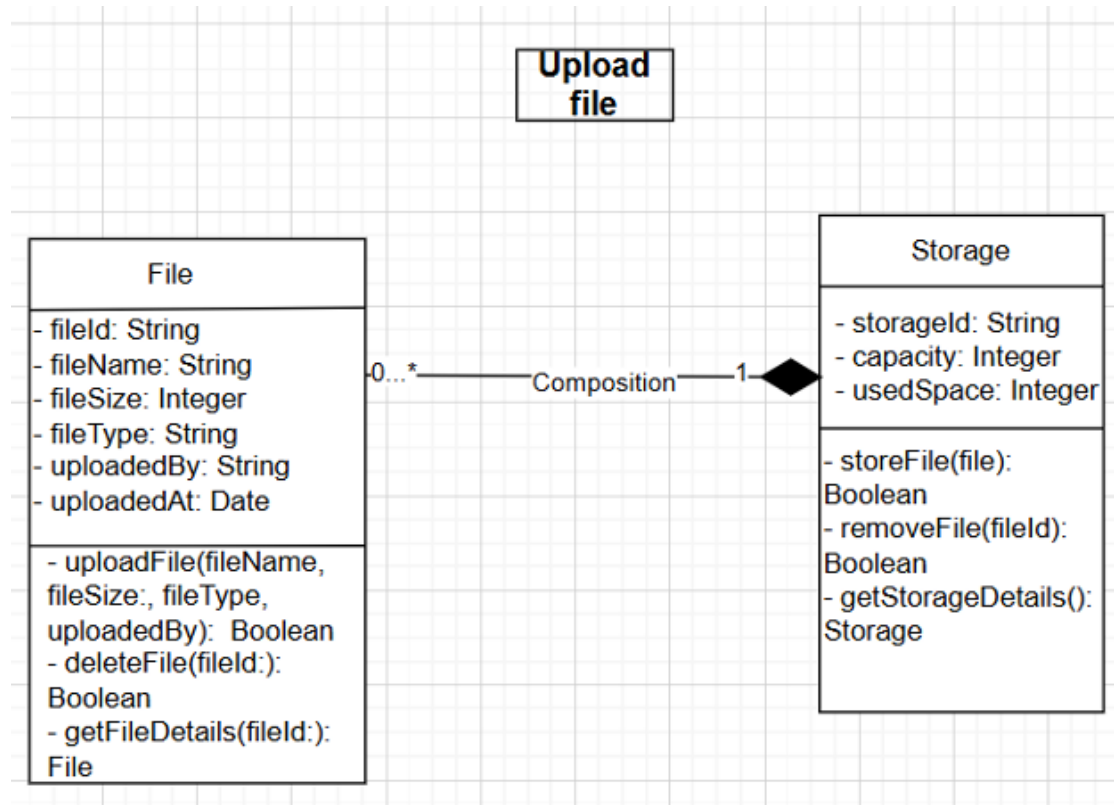 Upload
file
File
- fileId: String
- fileName: String
- fileSize: Integer
- fileType: String
- uploadedBy: String
- uploadedAt: Date
- uploadFile(fileName,
fileSize:, fileType,
uploadedBy):  Boolean
- deleteFile(fileId:):
Boolean
- getFileDetails(fileId:):
File
0...*
Composition
1
Storage
- storageId: String
- capacity: Integer
- usedSpace: Integer
- storeFile(file):
Boolean
- removeFile(fileId):
Boolean
- getStorageDetails():
Storage